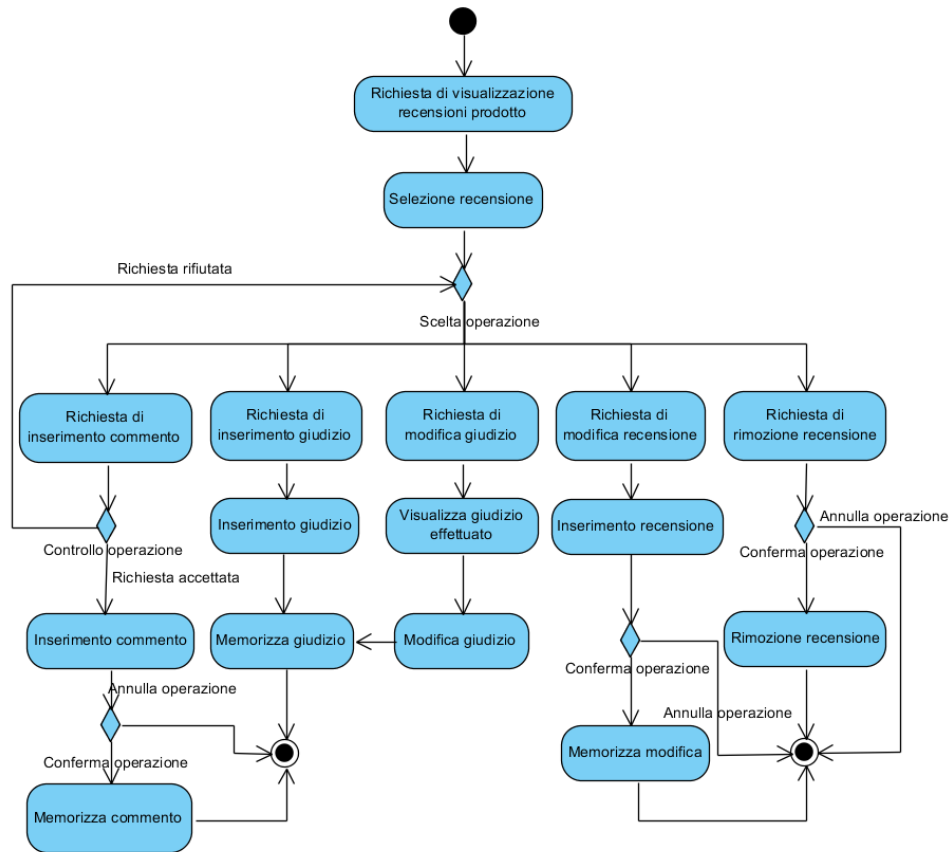 Richiesta di visualizzazione
recensioni prodotto
Selezione recensione
Richiesta rifiutata
Scelta operazione
Richiesta di
inserimento commento
Richiesta di
inserimento giudizio
Richiesta di
modifica giudizio
Richiesta di
modifica recensione
Richiesta di
rimozione recensione
Controllo operazione
Inserimento giudizio
Visualizza giudizio
effettuato
Inserimento recensione
Annulla operazione
Conferma operazione
Richiesta accettata
Inserimento commento
Memorizza giudizio
Modifica giudizio
Conferma operazione
Rimozione recensione
Annulla operazione
Annulla operazione
Conferma operazione
Memorizza modifica
Memorizza commento